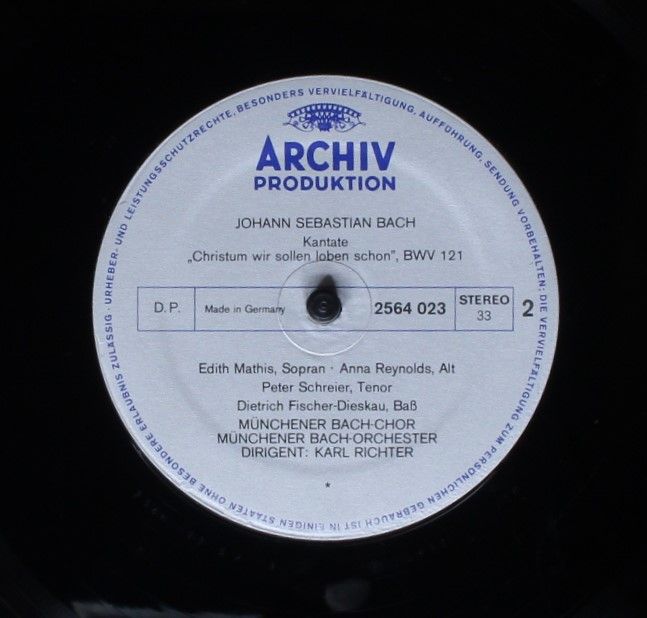 ARCHIV
PRODUKTION
JOHANN SEBASTIAN BACH
Kantate
„Christum wir sollen loben schon”, BWV 121
D.P. Made in Germany 2564 023 STEREO 33 2
Edith Mathis, Sopran · Anna Reynolds, Alt
Peter Schreier, Tenor
Dietrich Fischer-Dieskau, Baß
MÜNCHENER BACH-CHOR
MÜNCHENER BACH-ORCHESTER
DIRIGENT: KARL RICHTER
*
URHEBER- UND LEISTUNGSSCHUTZRECHTE, BESONDERS VERVIELFÄLTIGUNG, AUFFÜHRUNG, SENDUNG VORBEHALTEN; DIE VERVIELFÄLTIGUNG ZUM PERSÖNLICHEN GEBRAUCH IST IN EINIGEN STAATEN OHNE BESONDERE ERLAUBNIS ZULÄSSIG ·